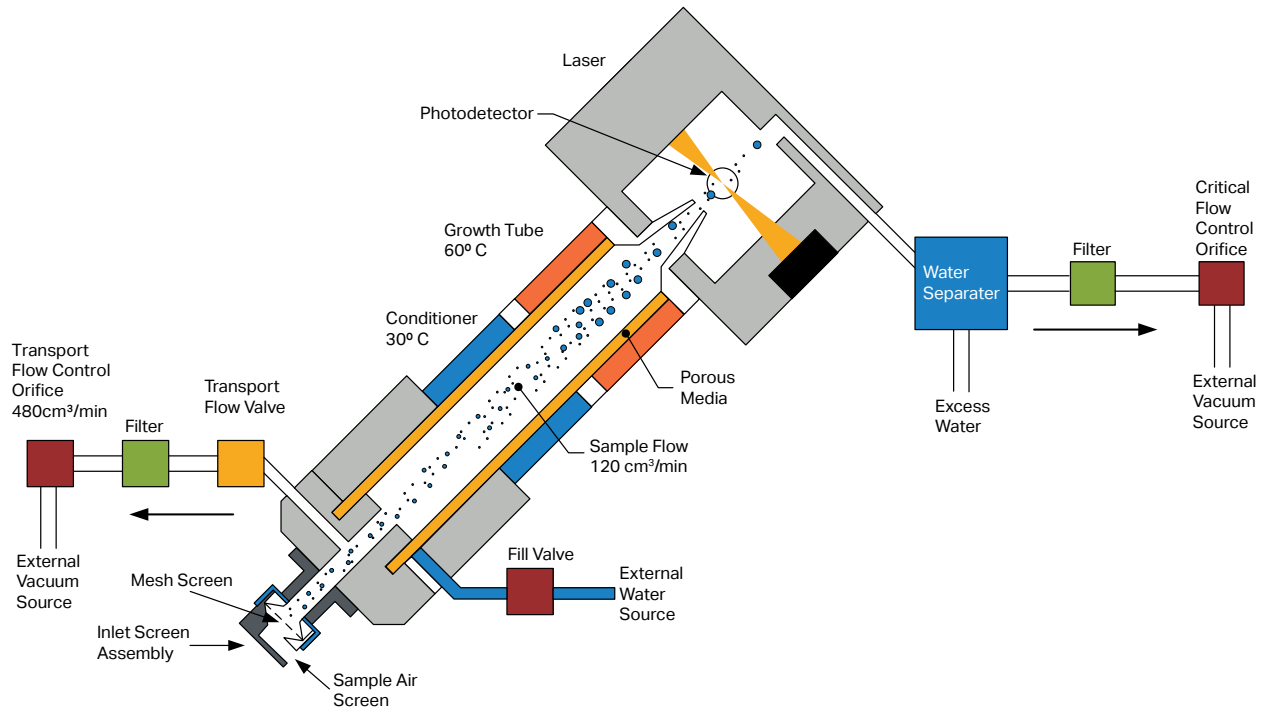 Laser
Photodetector
Growth Tube
60º C
Conditioner
30º C
Transport
Flow Control
Orifice
480cm³/min
Filter
Transport
Flow Valve
External
Vacuum
Source
Mesh Screen
Inlet Screen
Assembly
Sample Air
Screen
Fill Valve
External
Water
Source
Sample Flow
120 cm³/min
Porous
Media
Water
Separater
Excess
Water
Filter
Critical
Flow
Control
Orifice
External
Vacuum
Source